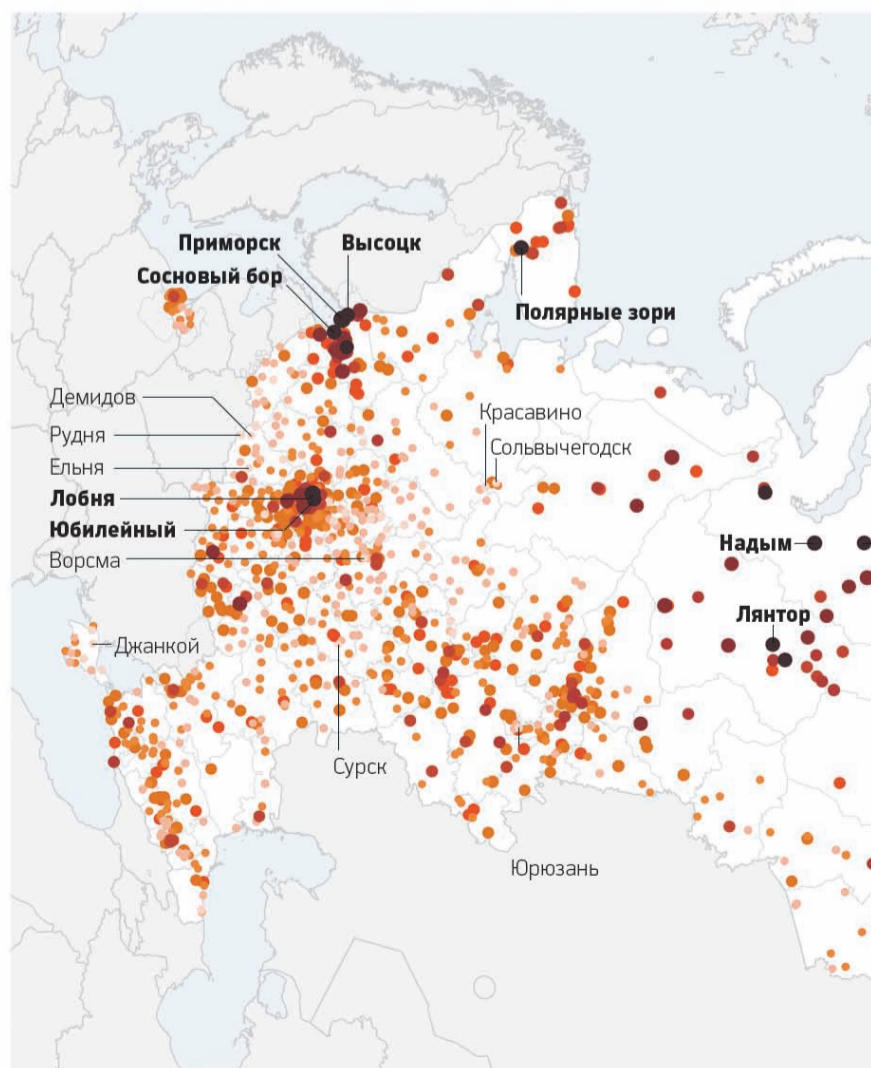 Приморск
Высоцк
Сосновый бор
Полярные зори
Демидов
Рудня
Ельня
Лобня
Юбилейный
Ворсма
Красавино
Сольвычегодск
Надым
Лянтор
Джанкой
Сурск
Юрюзань